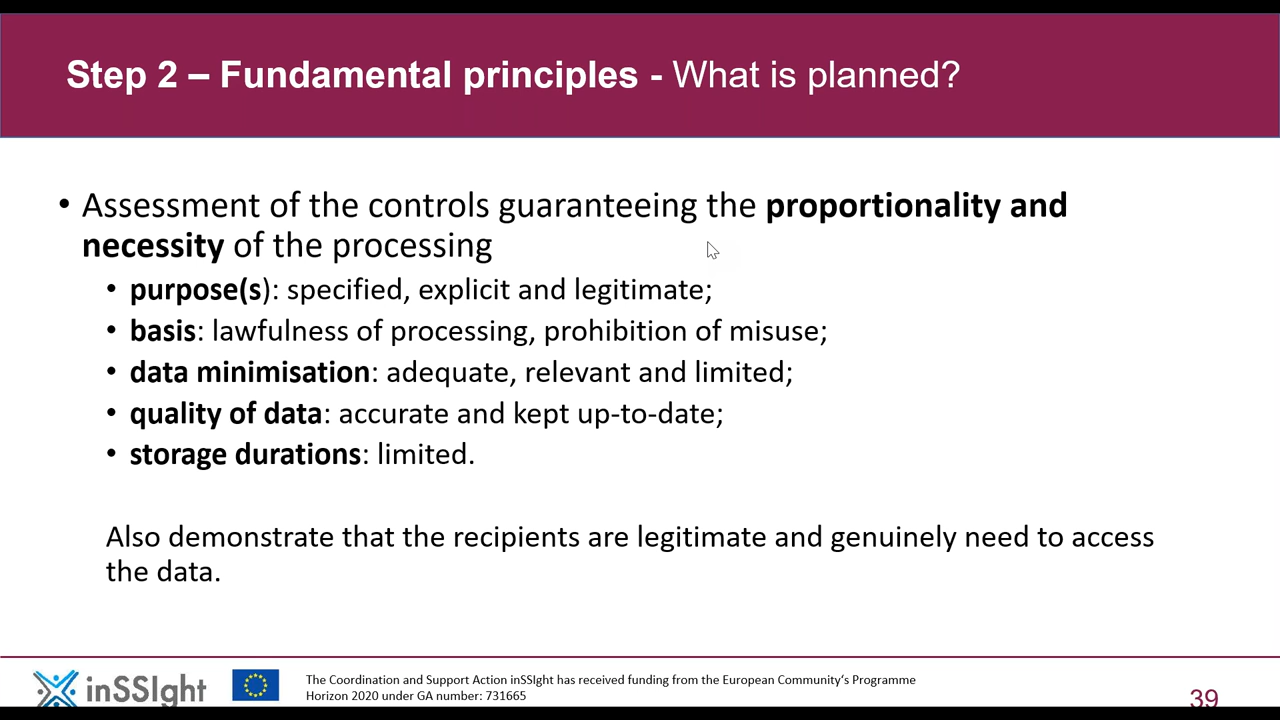 Step 2 – Fundamental principles - What is planned?
• Assessment of the controls guaranteeing the proportionality and
necessity of the processing
• purpose(s): specified, explicit and legitimate;
• basis: lawfulness of processing, prohibition of misuse;
• data minimisation: adequate, relevant and limited;
• quality of data: accurate and kept up-to-date;
• storage durations: limited.
Also demonstrate that the recipients are legitimate and genuinely need to access
the data.
inSSIght
The Coordination and Support Action inSSIght has received funding from the European Community's Programme
Horizon 2020 under GA number: 731665
39